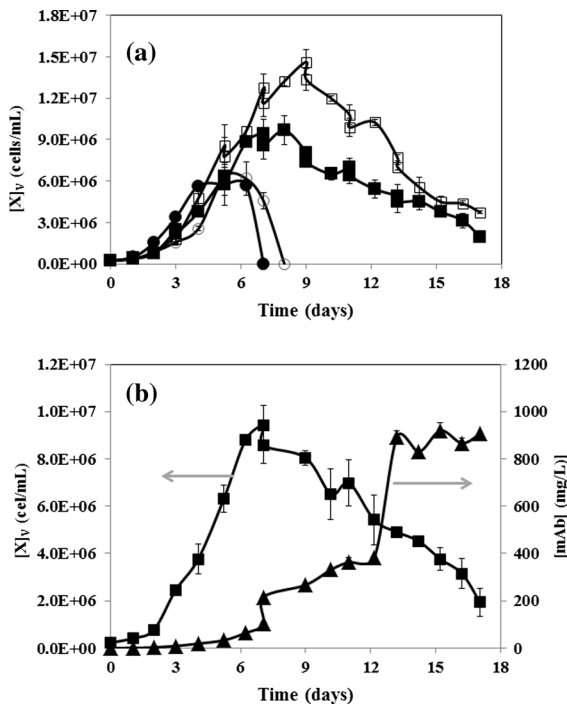 (a)
[X]V (cells/mL)
1.8E+07
1.5E+07
1.2E+07
9.0E+06
6.0E+06
3.0E+06
0.0E+00
0 3 6 9 12 15 18
Time (days)
(b)
[X]V (cel/mL)
1.2E+07
1.0E+07
8.0E+06
6.0E+06
4.0E+06
2.0E+06
0.0E+00
1200
1000
800
600
400
200
0
[mAb] (mg/L)]
0 3 6 9 12 15 18
Time (days)